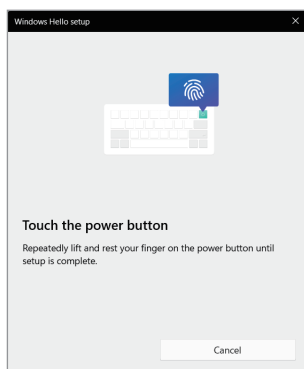 Windows Hello setup
Touch the power button
Repeatedly lift and rest your finger on the power button until
setup is complete.
Cancel